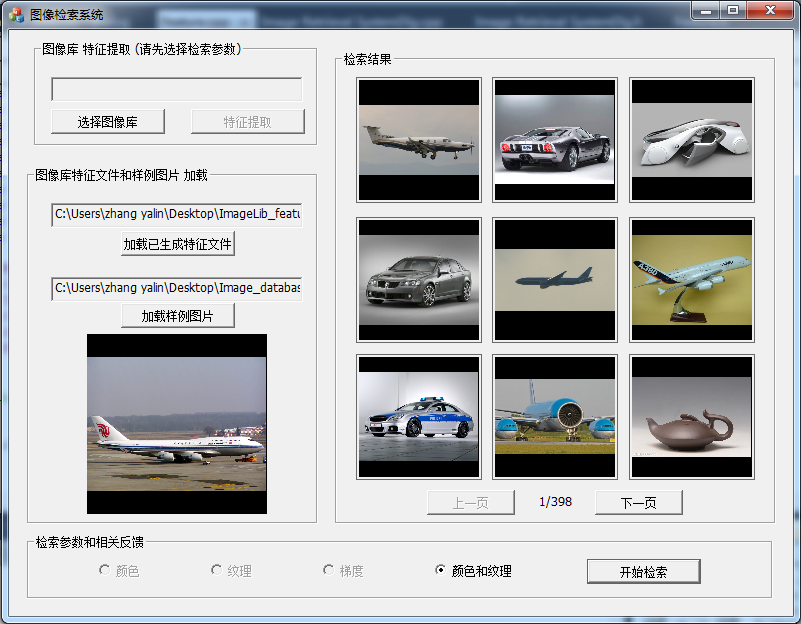 图像检索系统
图像库 特征提取 (请先选择检索参数)
选择图像库
特征提取
图像库特征文件和样例图片 加载
C:\Users\zhang yalin\Desktop\ImageLib_featu
加载已生成特征文件
C:\Users\zhang yalin\Desktop\Image_databas
加载样例图片
检索结果
A380
上一页
1/398
下一页
检索参数和相关反馈
颜色
纹理
梯度
颜色和纹理
开始检索